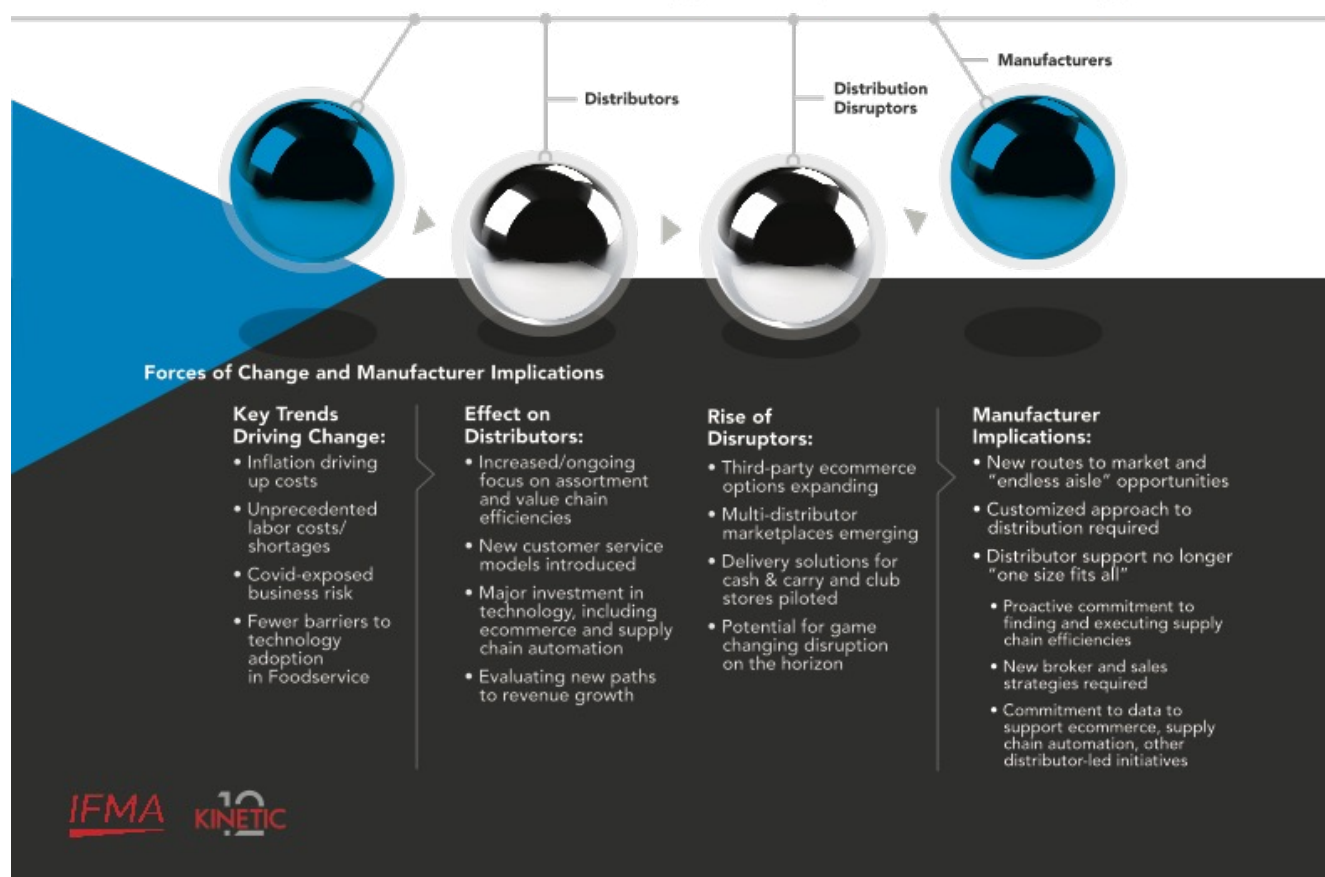 Manufacturers
Distributors
Distribution
Disruptors
Forces of Change and Manufacturer Implications
Key Trends
Driving Change:
• Inflation driving
up costs
• Unprecedented
labor costs/
shortages
• Covid-exposed
business risk
• Fewer barriers to
technology
adoption
in Foodservice
Effect on
Distributors:
• Increased/ongoing
focus on assortment
and value chain
efficiencies
• New customer service
models introduced
• Major investment in
technology, including
ecommerce and supply
chain automation
• Evaluating new paths
to revenue growth
Rise of
Disruptors:
• Third-party ecommerce
options expanding
• Multi-distributor
marketplaces emerging
• Delivery solutions for
cash & carry and club
stores piloted
• Potential for game
changing disruption
on the horizon
Manufacturer
Implications:
• New routes to market and
“endless aisle” opportunities
• Customized approach to
distribution required
• Distributor support no longer
“one size fits all”
• Proactive commitment to
finding and executing supply
chain efficiencies
• New broker and sales
strategies required
• Commitment to data to
support ecommerce, supply
chain automation, other
distributor-led initiatives
IFMA
KINETIC
12